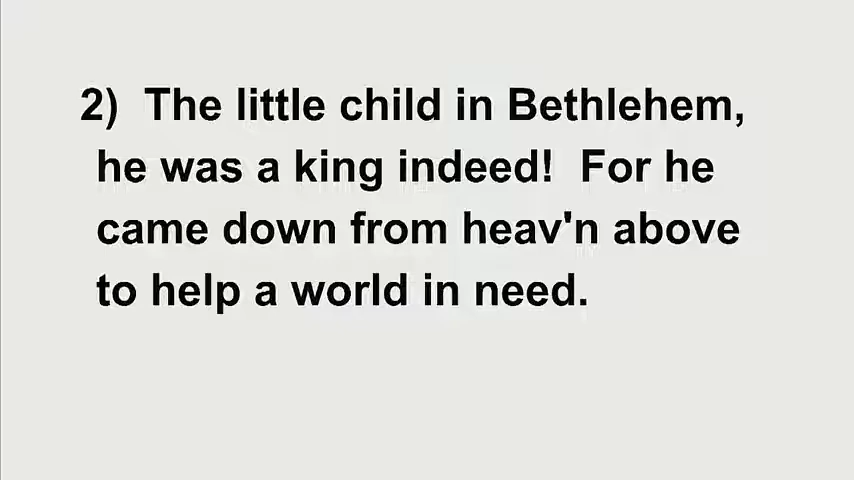 2) The little child in Bethlehem,
he was a king indeed! For he
came down from heav'n above
to help a world in need.